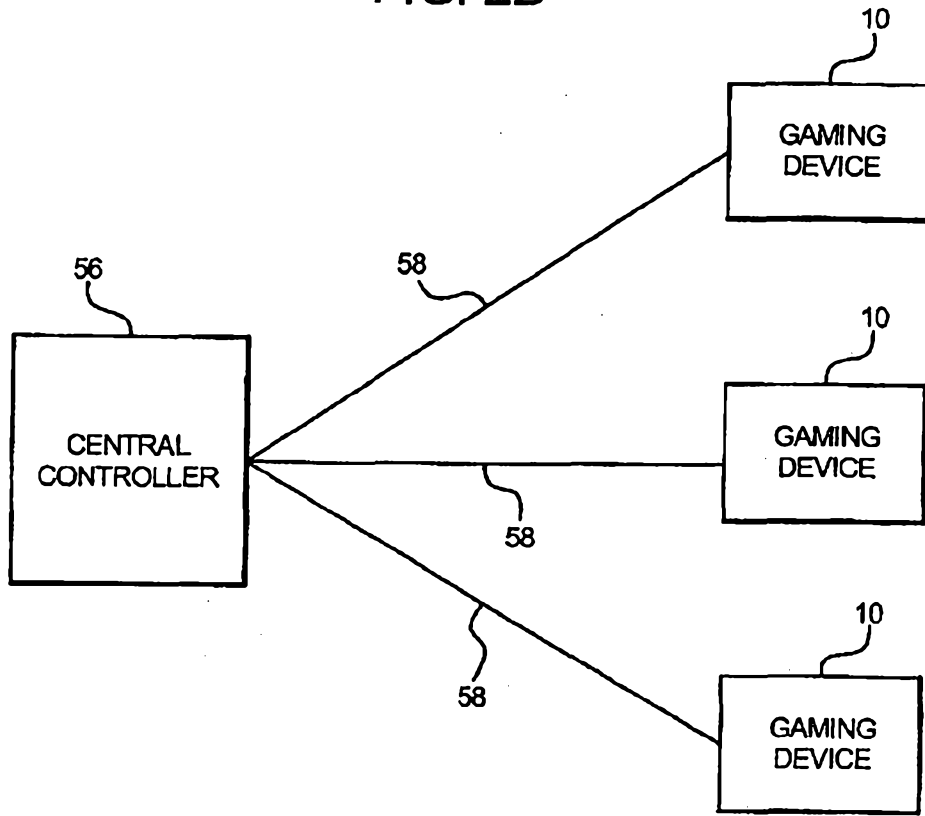 10
GAMING
DEVICE
56
58
10
CENTRAL
CONTROLLER
GAMING
DEVICE
58
10
58
GAMING
DEVICE